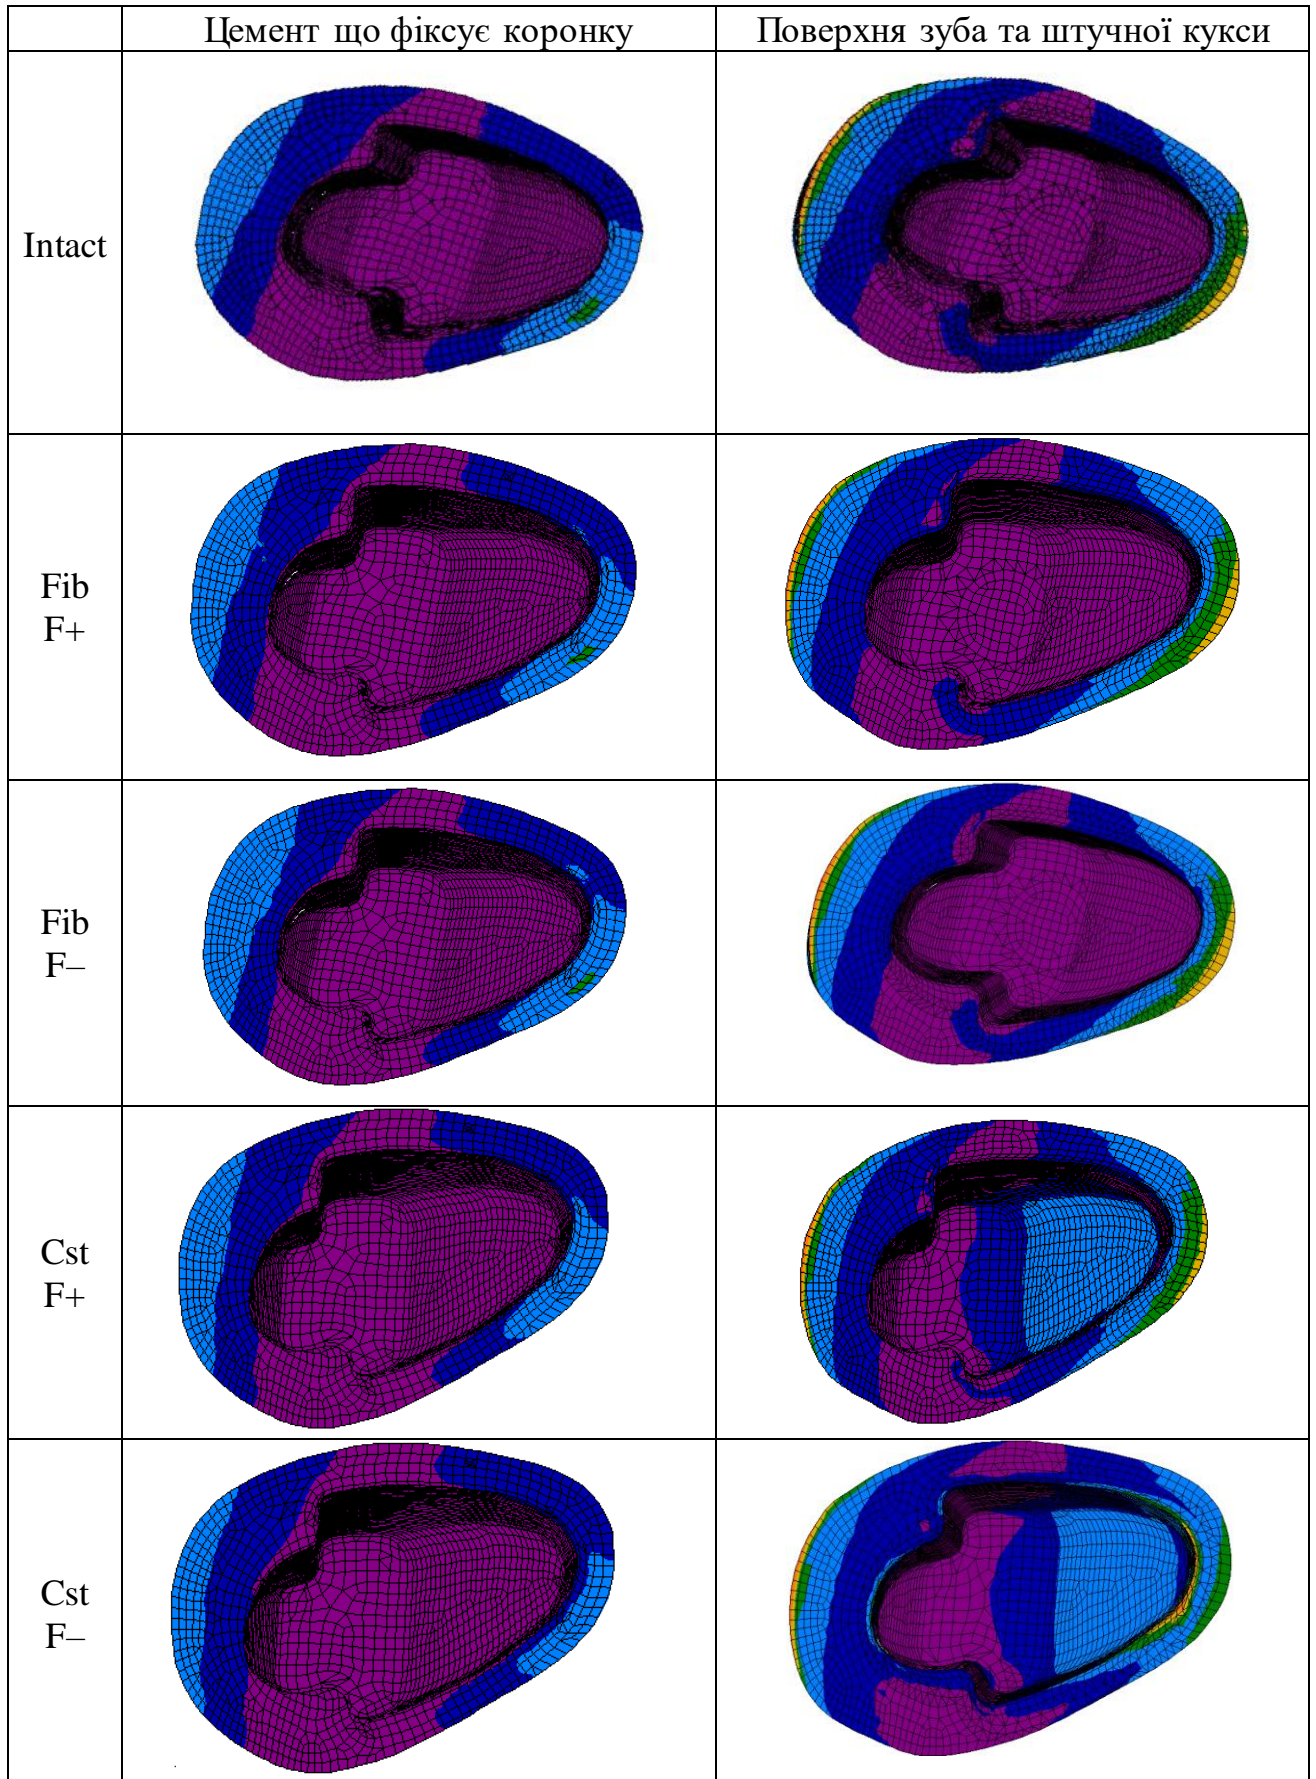 Цемент що фіксує коронку
Поверхня зуба та штучної кукси
Intact
Fib
F+
Fib
F–
Cst
F+
Cst
F–